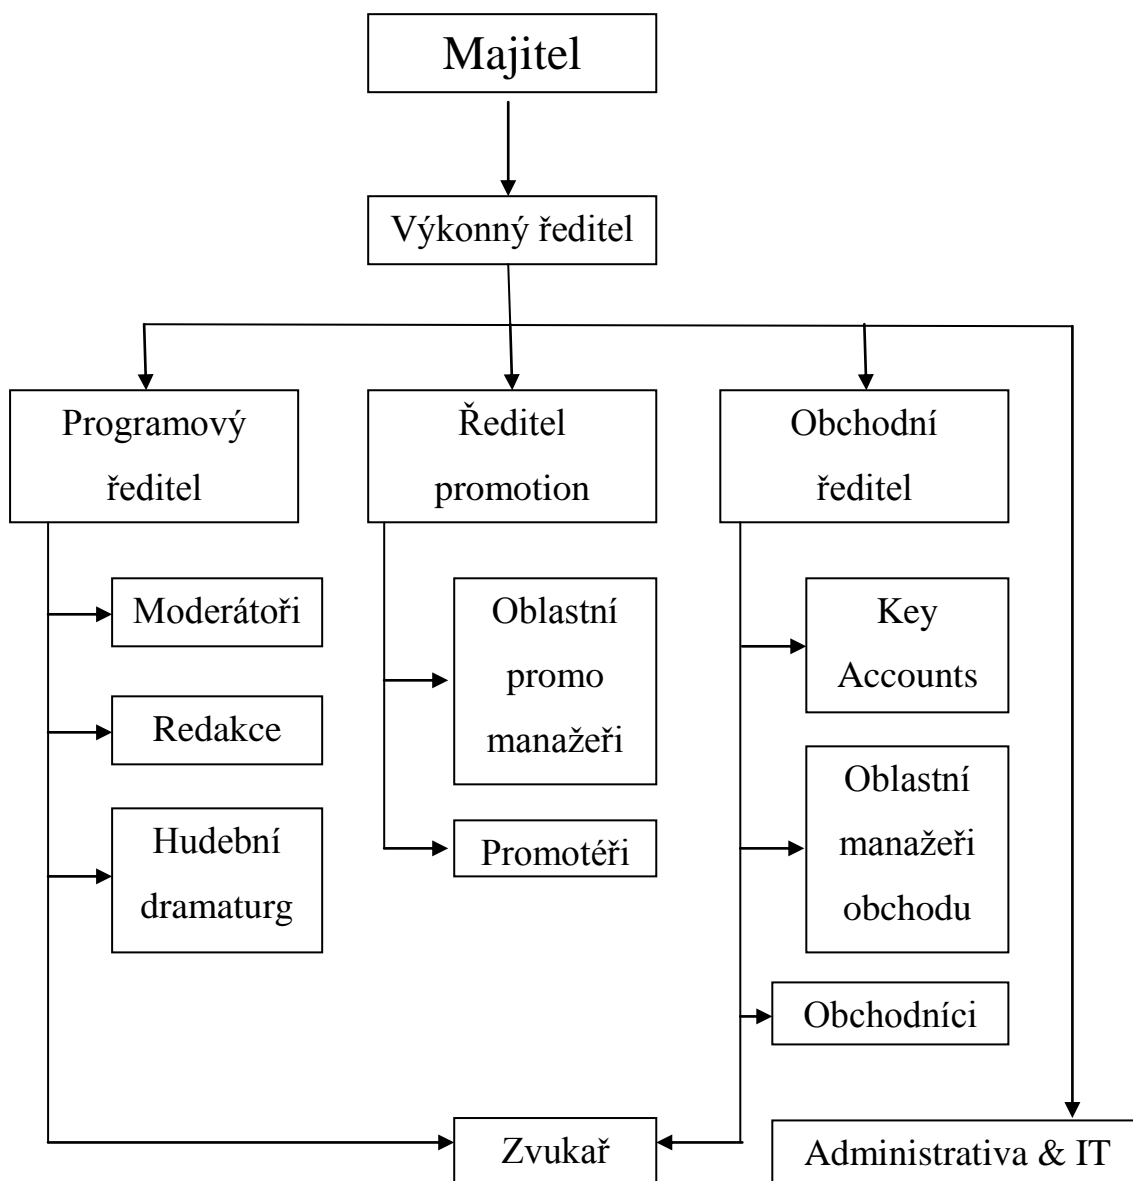 Majitel
Výkonný ředitel
Programový
ředitel
Ředitel
promotion
Obchodní
ředitel
Moderátoři
Redakce
Hudební
dramaturg
Oblastní
promo
manažeři
Promotéři
Key
Accounts
Oblastní
manažeři
obchodu
Obchodníci
Zvukař
Administrativa & IT